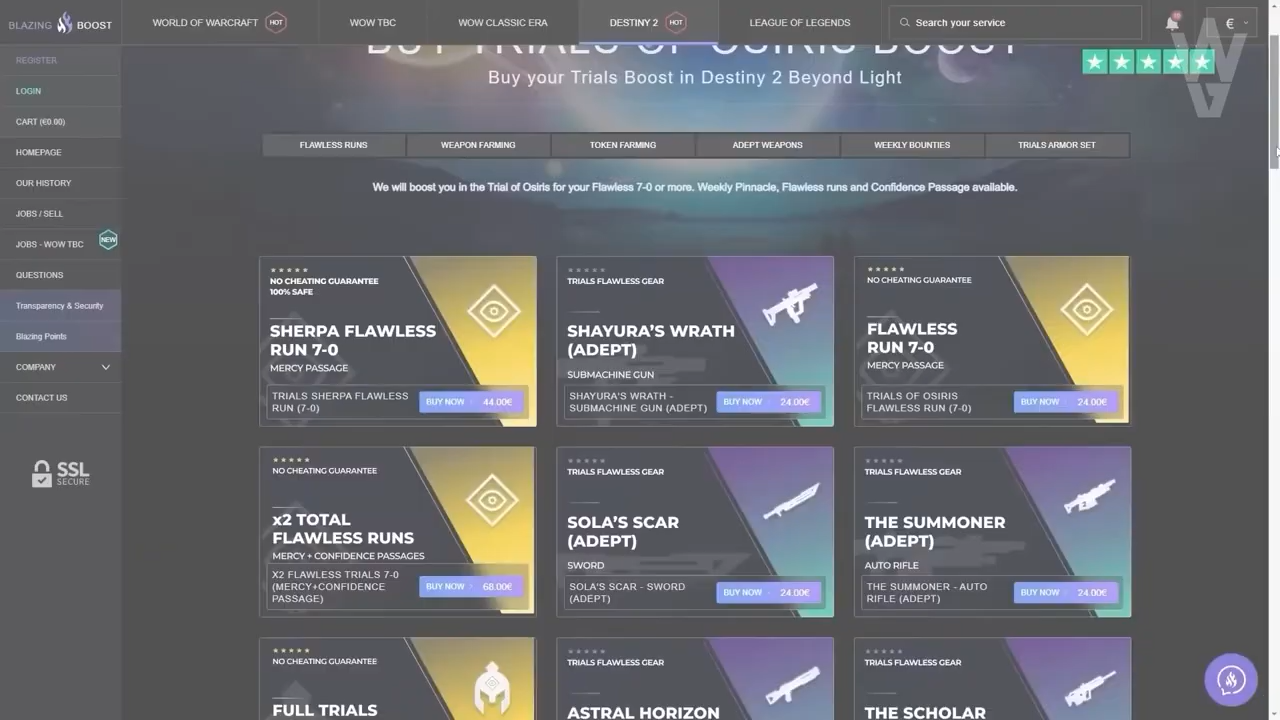 BLAZING BOOST
WORLD OF WARCRAFT HOT
WOW TBC
WOW CLASSIC ERA
DESTINY 2 HOT
LEAGUE OF LEGENDS
Search your service
€
REGISTER
LOGIN
CART (€0.00)
HOMEPAGE
OUR HISTORY
JOBS / SELL
JOBS - WOW TBC NEW
QUESTIONS
Transparency & Security
Blazing Points
COMPANY
CONTACT US
SSL
SECURE
BUY TRIALS OF OSIRIS BOOST
Buy your Trials Boost in Destiny 2 Beyond Light
WG
FLAWLESS RUNS
WEAPON FARMING
TOKEN FARMING
ADEPT WEAPONS
WEEKLY BOUNTIES
TRIALS ARMOR SET
We will boost you in the Trial of Osiris for your Flawless 7-0 or more. Weekly Pinnacle, Flawless runs and Confidence Passage available.
NO CHEATING GUARANTEE
100% SAFE
SHERPA FLAWLESS
RUN 7-0
MERCY PASSAGE
TRIALS SHERPA FLAWLESS
RUN (7-0)
BUY NOW - 44.00€
TRIALS FLAWLESS GEAR
SHAYURA'S WRATH
(ADEPT)
SUBMACHINE GUN
SHAYURA'S WRATH -
SUBMACHINE GUN (ADEPT)
BUY NOW - 24.00€
NO CHEATING GUARANTEE
FLAWLESS
RUN 7-0
MERCY PASSAGE
TRIALS OF OSIRIS
FLAWLESS RUN (7-0)
BUY NOW - 24.00€
NO CHEATING GUARANTEE
x2 TOTAL
FLAWLESS RUNS
MERCY + CONFIDENCE PASSAGES
X2 FLAWLESS TRIALS 7-0
(MERCY+CONFIDENCE
PASSAGE)
BUY NOW - 68.00€
TRIALS FLAWLESS GEAR
SOLA'S SCAR
(ADEPT)
SWORD
SOLA'S SCAR - SWORD
(ADEPT)
BUY NOW - 24.00€
TRIALS FLAWLESS GEAR
THE SUMMONER
(ADEPT)
AUTO RIFLE
THE SUMMONER - AUTO
RIFLE (ADEPT)
BUY NOW - 24.00€
NO CHEATING GUARANTEE
FULL TRIALS
TRIALS FLAWLESS GEAR
ASTRAL HORIZON
TRIALS FLAWLESS GEAR
THE SCHOLAR